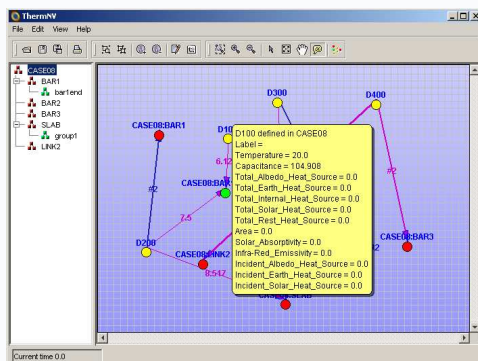 ThermNV
File Edit View Help
CASE08
BAR1
bar1end
BAR2
BAR3
SLAB
group1
LINK2
D300
D400
CASE08:BAR1
D10
6.12
CASE08:BAR
#2
#2
7.5
D200
CASE08:LINK2
8.517
CASE08:BAR3
D100 defined in CASE08
Label =
Temperature = 20.0
Capacitance = 104.908
Total_Albedo_Heat_Source = 0.0
Total_Earth_Heat_Source = 0.0
Total_Internal_Heat_Source = 0.0
Total_Solar_Heat_Source = 0.0
Total_Rest_Heat_Source = 0.0
Area = 0.0
Solar_Absorptivity = 0.0
Infra-Red_Emissivity = 0.0
Incident_Albedo_Heat_Source = 0.0
Incident_Earth_Heat_Source = 0.0
Incident_Solar_Heat_Source = 0.0
Current time 0.0